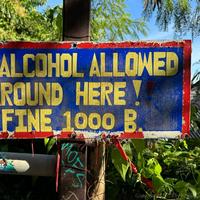 ALCOHOL ALLOWED
ROUND HERE!
FINE 1000 B.